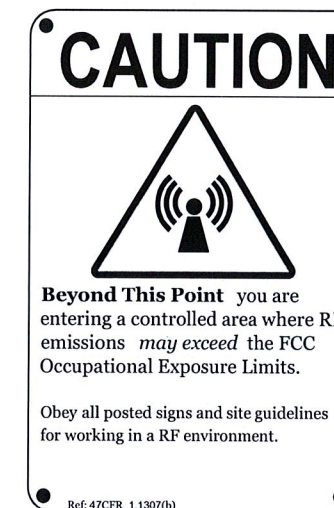 CAUTION
Beyond This Point you are
entering a controlled area where RF
emissions may exceed the FCC
Occupational Exposure Limits.
Obey all posted signs and site guidelines
for working in a RF environment.
Ref: 47CFR 1.1307(b)